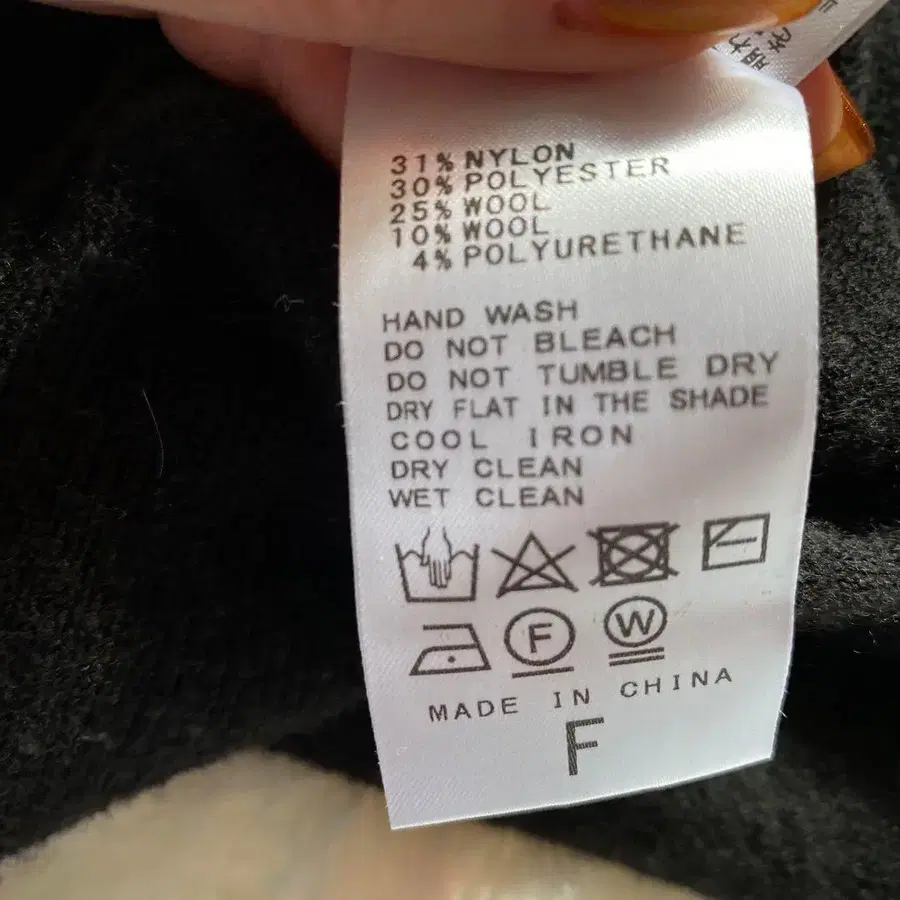 31% NYLON
30% POLYESTER
25% WOOL
10% WOOL
4% POLYURETHANE
HAND WASH
DO NOT BLEACH
DO NOT TUMBLE DRY
DRY FLAT IN THE SHADE
COOL IRON
DRY CLEAN
WET CLEAN
F W
MADE IN CHINA
F